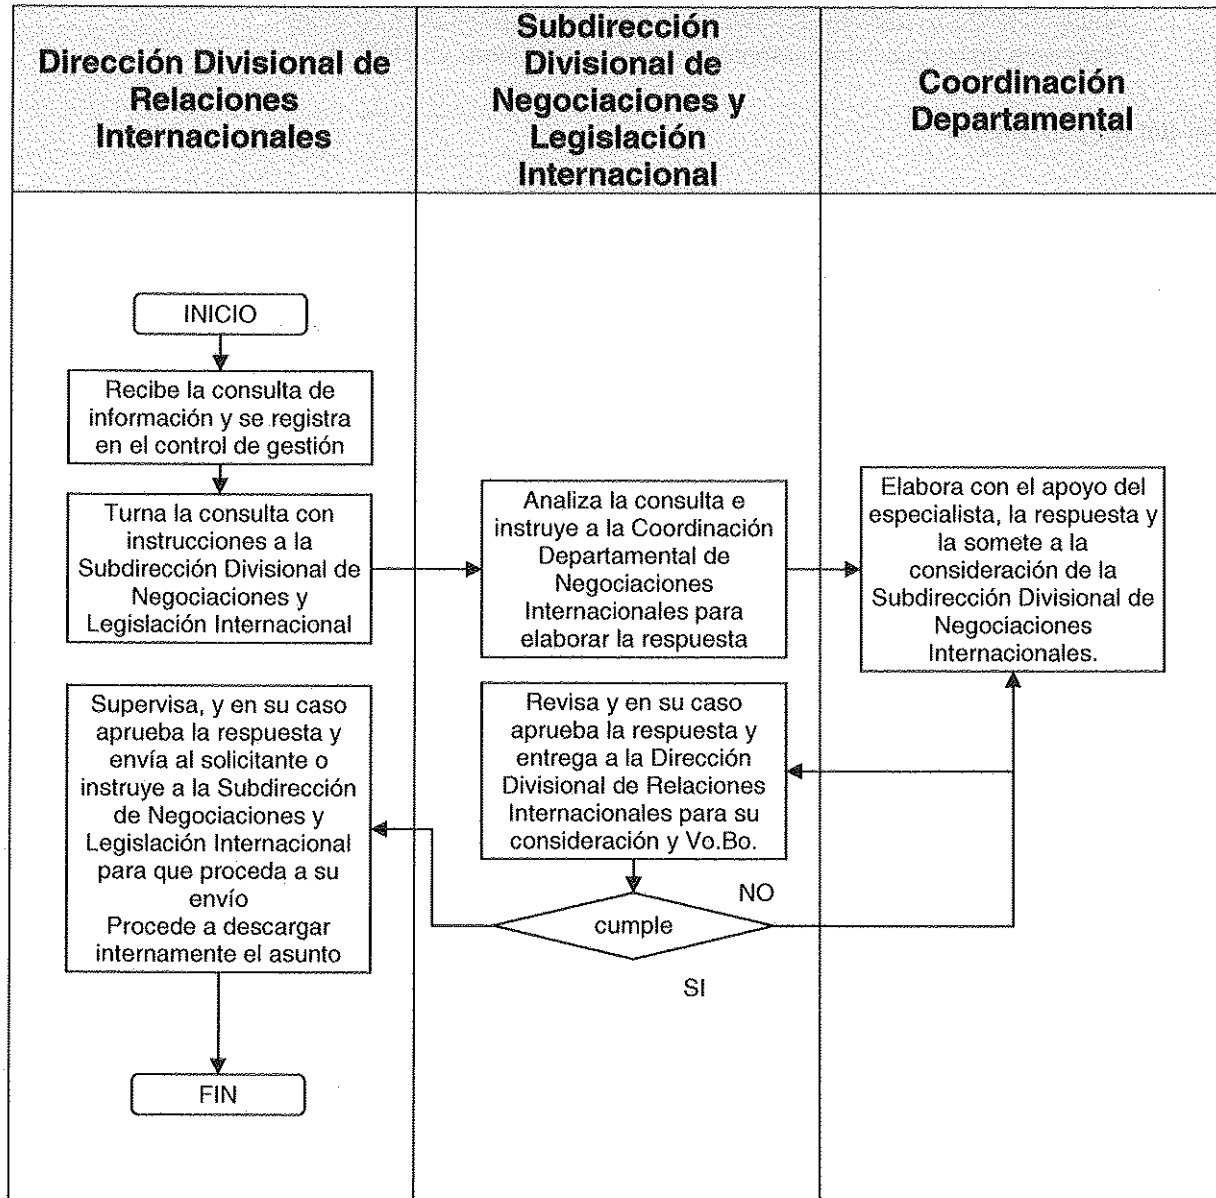 Dirección Divisional de
Relaciones
Internacionales
Subdirección
Divisional de
Negociaciones y
Legislación
Internacional
Coordinación
Departamental
INICIO
Recibe la consulta de
información y se registra
en el control de gestión
Turna la consulta con
instrucciones a la
Subdirección Divisional de
Negociaciones y
Legislación Internacional
Analiza la consulta e
instruye a la Coordinación
Departamental de
Negociaciones
Internacionales para
elaborar la respuesta
Elabora con el apoyo del
especialista, la respuesta y
la somete a la
consideración de la
Subdirección Divisional de
Negociaciones
Internacionales.
Revisa y en su caso
aprueba la respuesta y
entrega a la Dirección
Divisional de Relaciones
Internacionales para su
consideración y Vo.Bo.
cumple
NO
SI
Supervisa, y en su caso
aprueba la respuesta y
envía al solicitante o
instruye a la Subdirección
de Negociaciones y
Legislación Internacional
para que proceda a su
envío
Procede a descargar
internamente el asunto
FIN